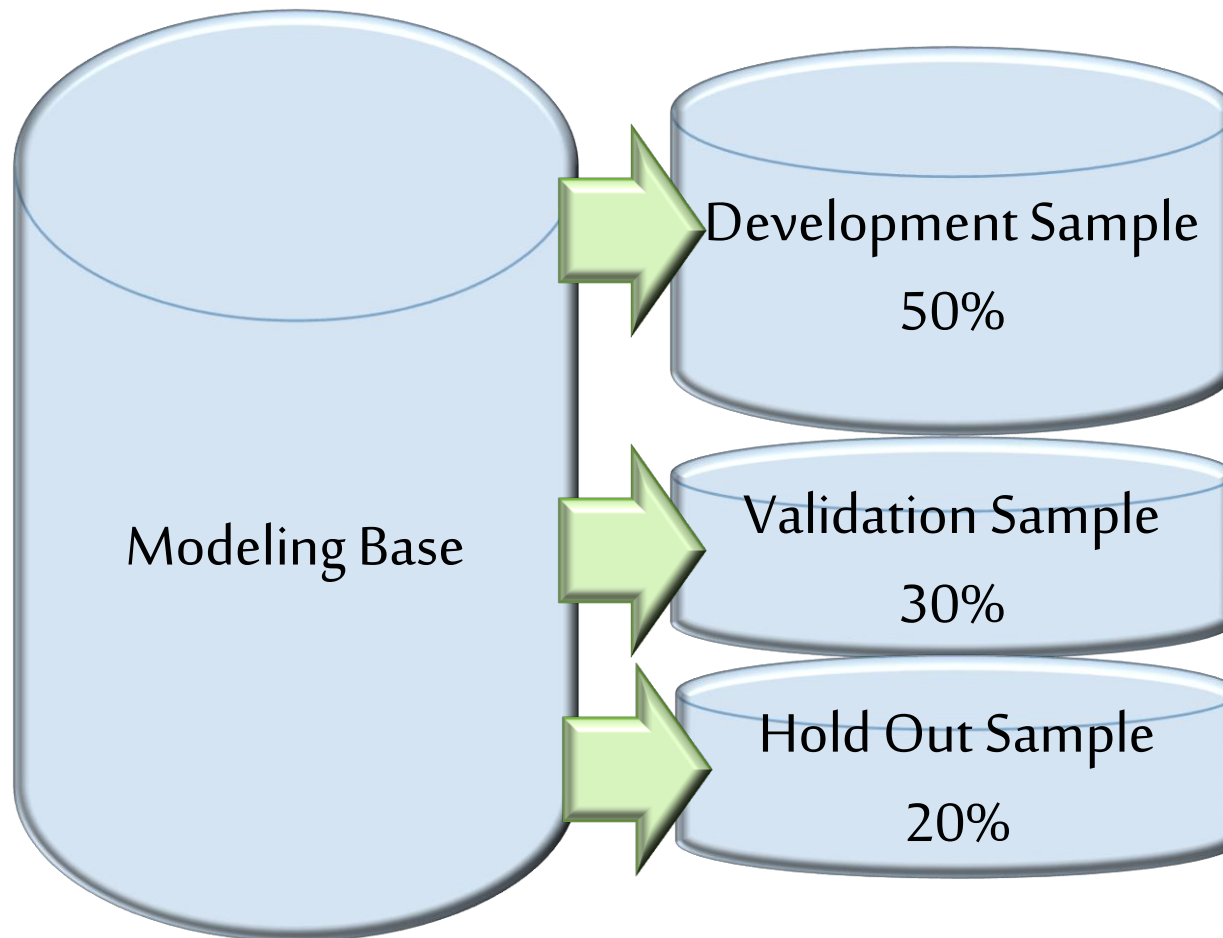 Modeling Base
Development Sample
50%
Validation Sample
30%
Hold Out Sample
20%